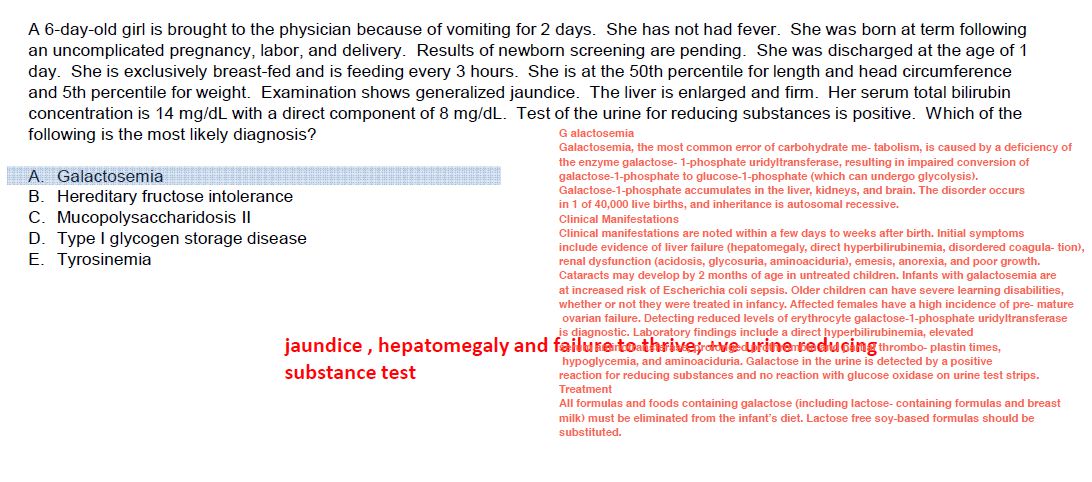 A 6-day-old girl is brought to the physician because of vomiting for 2 days. She has not had fever. She was born at term following
an uncomplicated pregnancy, labor, and delivery. Results of newborn screening are pending. She was discharged at the age of 1
day. She is exclusively breast-fed and is feeding every 3 hours. She is at the 50th percentile for length and head circumference
and 5th percentile for weight. Examination shows generalized jaundice. The liver is enlarged and firm. Her serum total bilirubin
concentration is 14 mg/dL with a direct component of 8 mg/dL. Test of the urine for reducing substances is positive. Which of the
following is the most likely diagnosis?
A. Galactosemia
B. Hereditary fructose intolerance
C. Mucopolysaccharidosis II
D. Type I glycogen storage disease
E. Tyrosinemia
G alactosemia
Galactosemia, the most common error of carbohydrate me- tabolism, is caused by a deficiency of
the enzyme galactose- 1-phosphate uridyltransferase, resulting in impaired conversion of
galactose-1-phosphate to glucose-1-phosphate (which can undergo glycolysis).
Galactose-1-phosphate accumulates in the liver, kidneys, and brain. The disorder occurs
in 1 of 40,000 live births, and inheritance is autosomal recessive.
Clinical Manifestations
Clinical manifestations are noted within a few days to weeks after birth. Initial symptoms
include evidence of liver failure (hepatomegaly, direct hyperbilirubinemia, disordered coagula- tion),
renal dysfunction (acidosis, glycosuria, aminoaciduria), emesis, anorexia, and poor growth.
Cataracts may develop by 2 months of age in untreated children. Infants with galactosemia are
at increased risk of Escherichia coli sepsis. Older children can have severe learning disabilities,
whether or not they were treated in infancy. Affected females have a high incidence of pre- mature
ovarian failure. Detecting reduced levels of erythrocyte galactose-1-phosphate uridyltransferase
is diagnostic. Laboratory findings include a direct hyperbilirubinemia, elevated
thrombo- plastin times,
hypoglycemia, and aminoaciduria. Galactose in the urine is detected by a positive
reaction for reducing substances and no reaction with glucose oxidase on urine test strips.
Treatment
All formulas and foods containing galactose (including lactose- containing formulas and breast
milk) must be eliminated from the infant's diet. Lactose free soy-based formulas should be
substituted.
jaundice , hepatomegaly and failure to thrive, +ve urine reducing
substance test